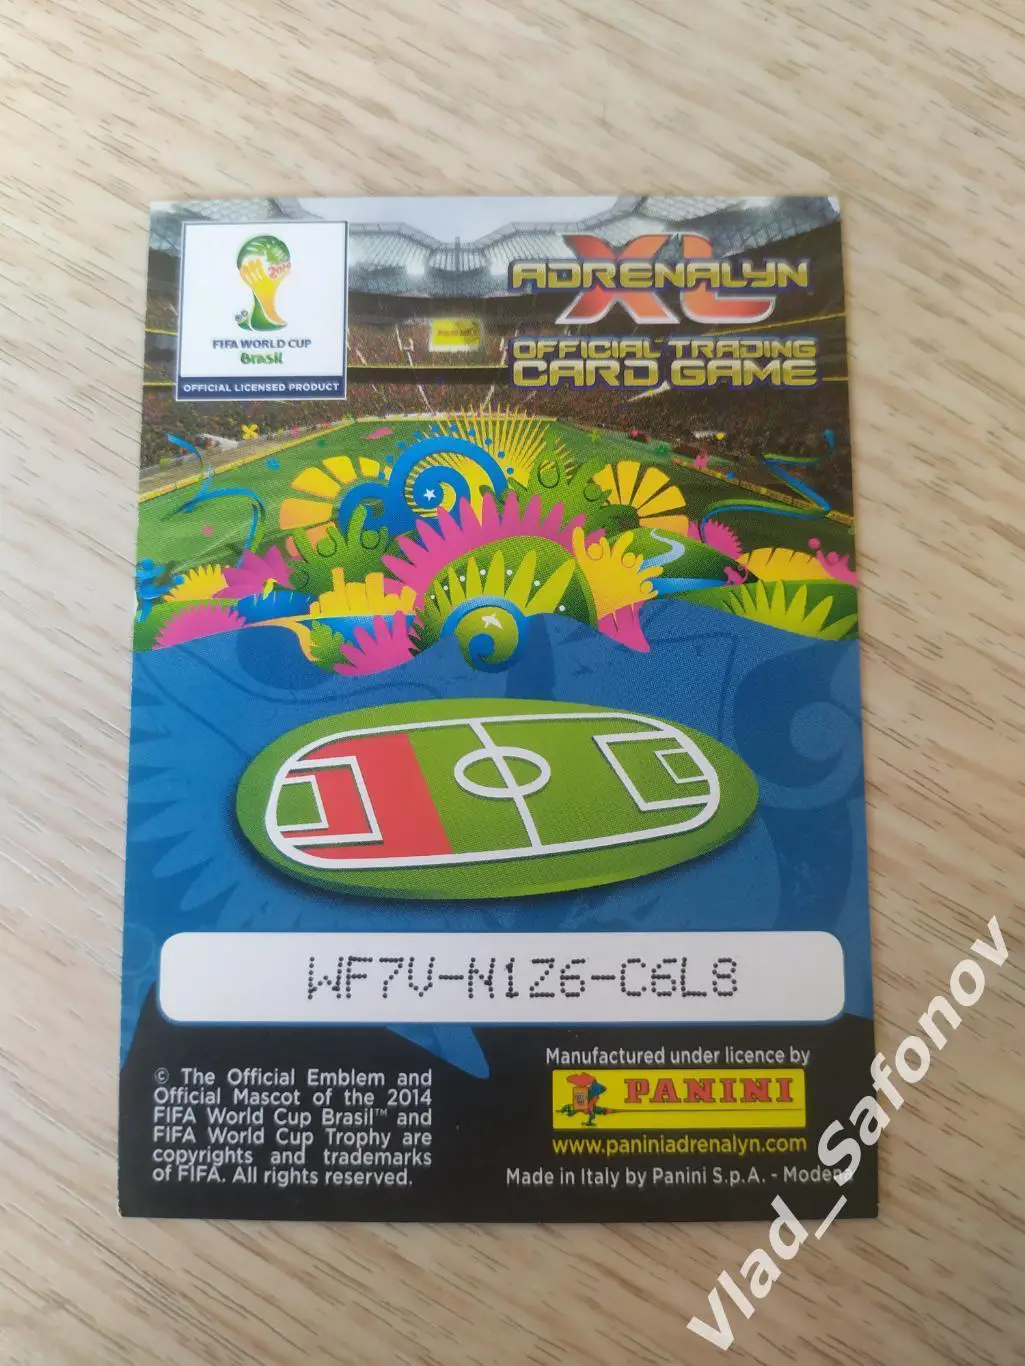 2014
FIFA WORLD CUP
Brasil
OFFICIAL LICENSED PRODUCT
ADRENALYN
XL
OFFICIAL TRADING
CARD GAME
WF7V-N1Z6-C6L8
© The Official Emblem and
Official Mascot of the 2014
FIFA World Cup Brasil™ and
FIFA World Cup Trophy are
copyrights and trademarks
of FIFA. All rights reserved.
Manufactured under licence by
PANINI
www.paniniadrenalyn.com
Made in Italy by Panini S.p.A. - Modena
Vlad_Safonov